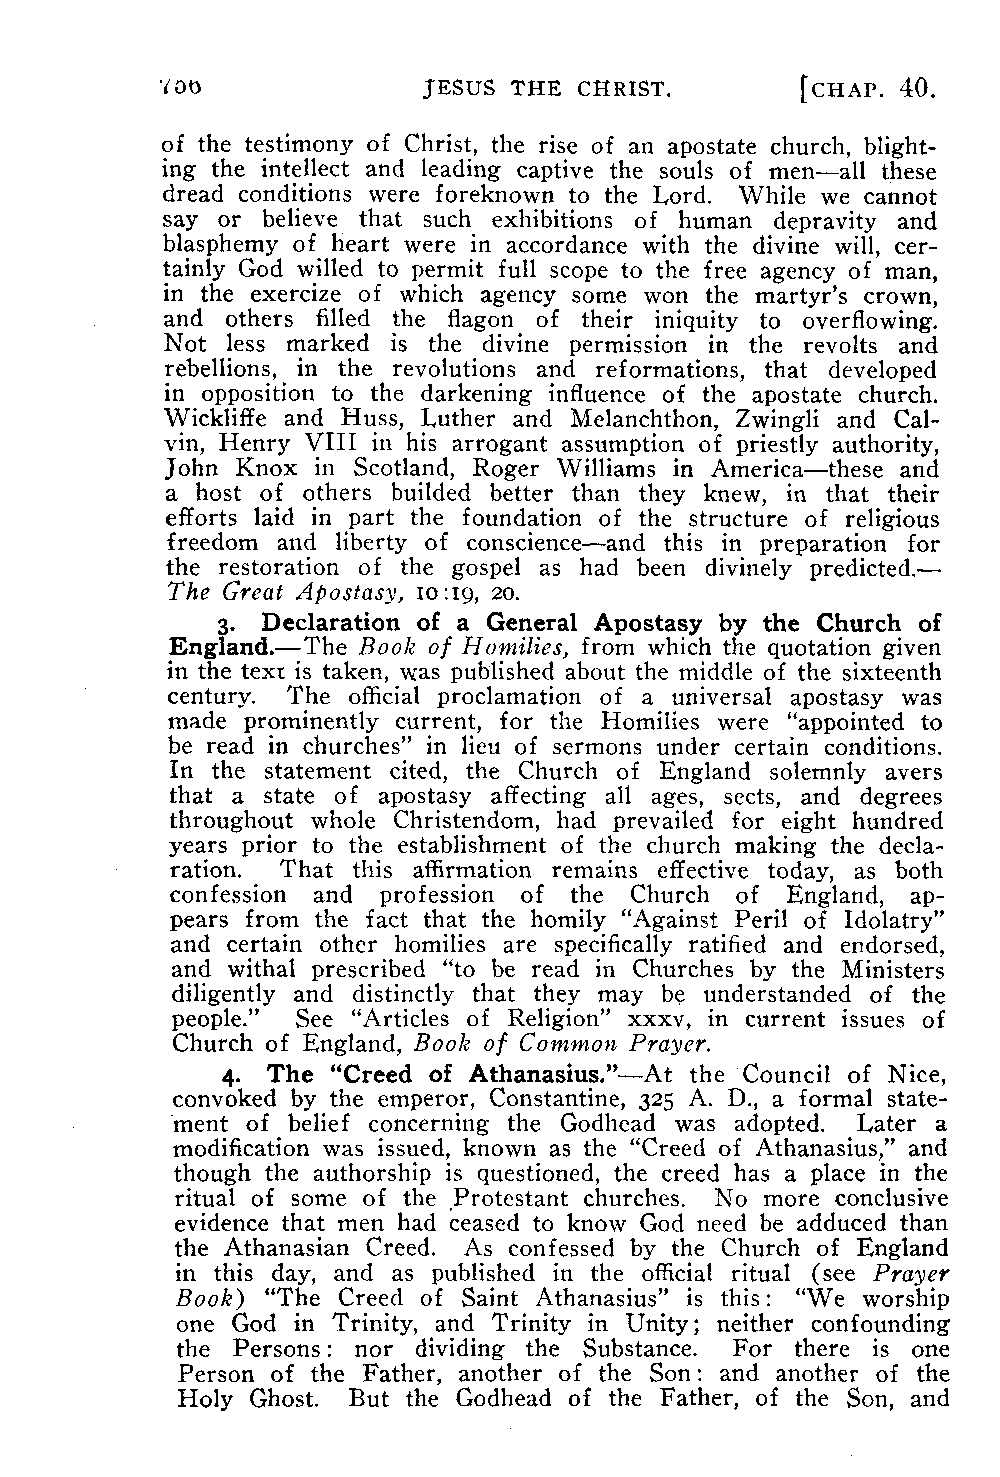 JESUS THE CHRIST. [CHAP. 40.
of the testimony of Christ, the rise of an apostate church, blight-
ing the intellect and leading captive the souls of men—all these
dread conditions were foreknown to the Lord. While we cannot
say or believe that such exhibitions of human depravity and
blasphemy of heart were in accordance with the divine will, cer-
tainly God willed to permit full scope to the free agency of man,
in the exercize of which agency some won the martyr's crown,
and others filled the flagon of their iniquity to overflowing.
Not less marked is the divine permission in the revolts and
rebellions, in the revolutions and reformations, that developed
in opposition to the darkening influence of the apostate church.
Wickliffe and Huss, Luther and Melanchthon, Zwingli and Cal-
vin, Henry VIII in his arrogant assumption of priestly authority,
John Knox in Scotland, Roger Williams in America—these and
a host of others builded better than they knew, in that their
efforts laid in part the foundation of the structure of religious
freedom and liberty of conscience—and this in preparation for
the restoration of the gospel as had been divinely predicted.—
The Great Apostasy, 10:19, 20.
3. Declaration of a General Apostasy by the Church of
England.—The Book of Homilies, from which the quotation given
in the text is taken, was published about the middle of the sixteenth
century. The official proclamation of a universal apostasy was
made prominently current, for the Homilies were "appointed to
be read in churches" in lieu of sermons under certain conditions.
In the statement cited, the Church of England solemnly avers
that a state of apostasy affecting all ages, sects, and degrees
throughout whole Christendom, had prevailed for eight hundred
years prior to the establishment of the church making the decla-
ration. That this affirmation remains effective today, as both
confession and profession of the Church of England, ap-
pears from the fact that the homily "Against Peril of Idolatry"
and certain other homilies are specifically ratified and endorsed,
and withal prescribed "to be read in Churches by the Ministers
diligently and distinctly that they may be understanded of the
people." See "Articles of Religion" xxxv, in current issues of
Church of England, Book of Common Prayer.
4. The "Creed of Athanasius."—At the Council of Nice,
convoked by the emperor, Constantine, 325 A. D., a formal state-
ment of belief concerning the Godhead was adopted. Later a
modification was issued, known as the "Creed of Athanasius," and
though the authorship is questioned, the creed has a place in the
ritual of some of the Protestant churches. No more conclusive
evidence that men had ceased to know God need be adduced than
the Athanasian Creed. As confessed by the Church of England
in this day, and as published in the official ritual (see Prayer
Book) "The Creed of Saint Athanasius" is this: "We worship
one God in Trinity, and Trinity in Unity; neither confounding
the Persons: nor dividing the Substance. For there is one
Person of the Father, another of the Son: and another of the
Holy Ghost. But the Godhead of the Father, of the Son, and